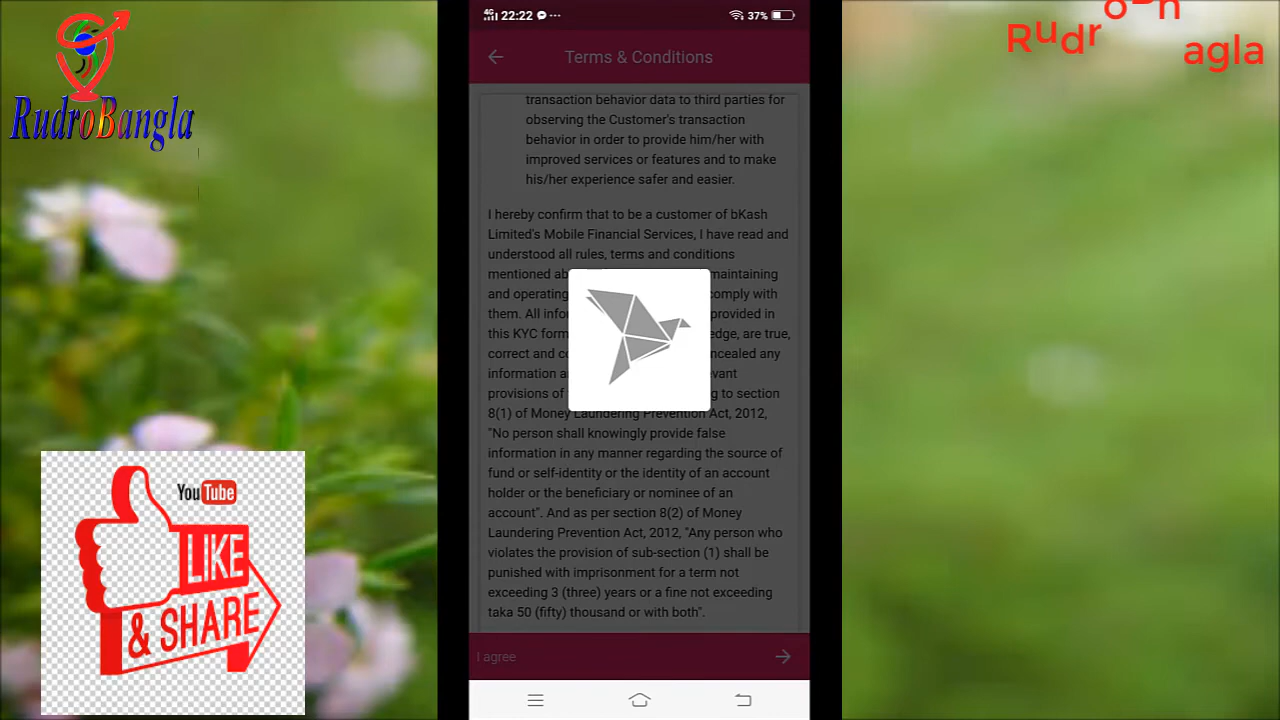 RudroBangla
Rudro
agla
22:22
37%
Terms & Conditions
transaction behavior data to third parties for
observing the Customer's transaction
behavior in order to provide him/her with
improved services or features and to make
his/her experience safer and easier.
I hereby confirm that to be a customer of bKash
Limited's Mobile Financial Services, I have read and
understood all rules, terms and conditions
mentioned maintaining
and operating comply with
them. All provided in
this KYC are true,
correct and any
information
provisions of to section
8(1) of Money Laundering Prevention Act, 2012,
"No person shall knowingly provide false
information in any manner regarding the source of
fund or self-identity or the identity of an account
holder or the beneficiary or nominee of an
account". And as per section 8(2) of Money
Laundering Prevention Act, 2012, "Any person who
violates the provision of sub-section (1) shall be
punished with imprisonment for a term not
exceeding 3 (three) years or a fine not exceeding
taka 50 (fifty) thousand or with both".
I agree
YouTube
LIKE
& SHARE